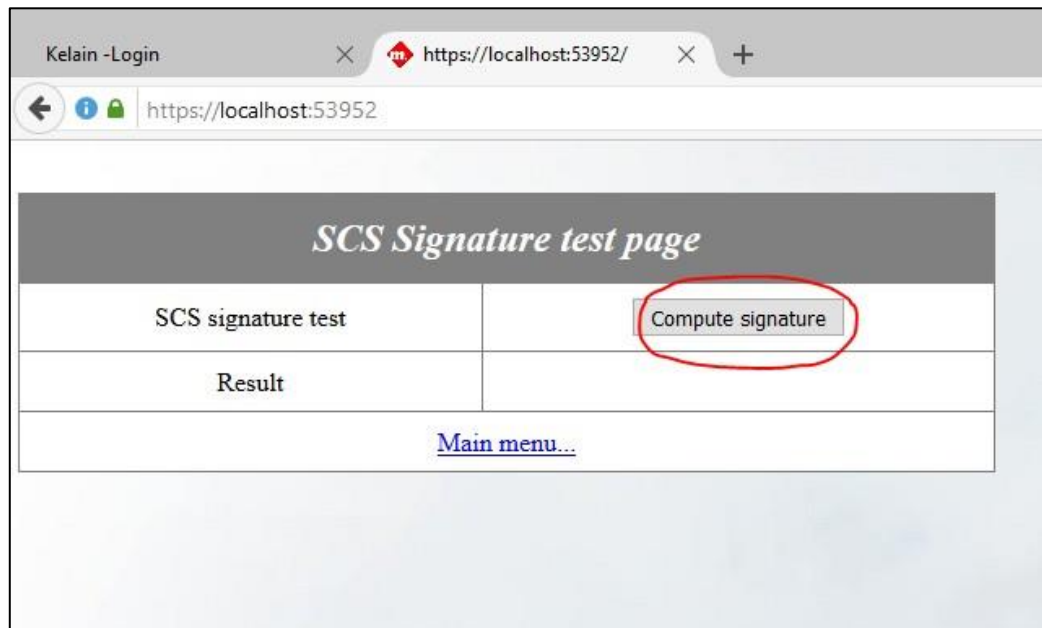 Kelain -Login
m.
https://localhost:53952/
https://localhost:53952
SCS Signature test page
SCS signature test
Compute signature
Result
Main menu...